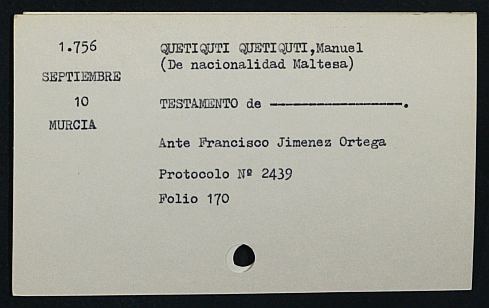 1.756
SEPTIEMBRE
10
MURCIA
QUETIQUTI QUETIQUTI,Manuel
(De nacionalidad Maltesa)
TESTAMENTO de -----------------.
Ante Francisco Jimenez Ortega
Protocolo Nº 2439
Folio 170